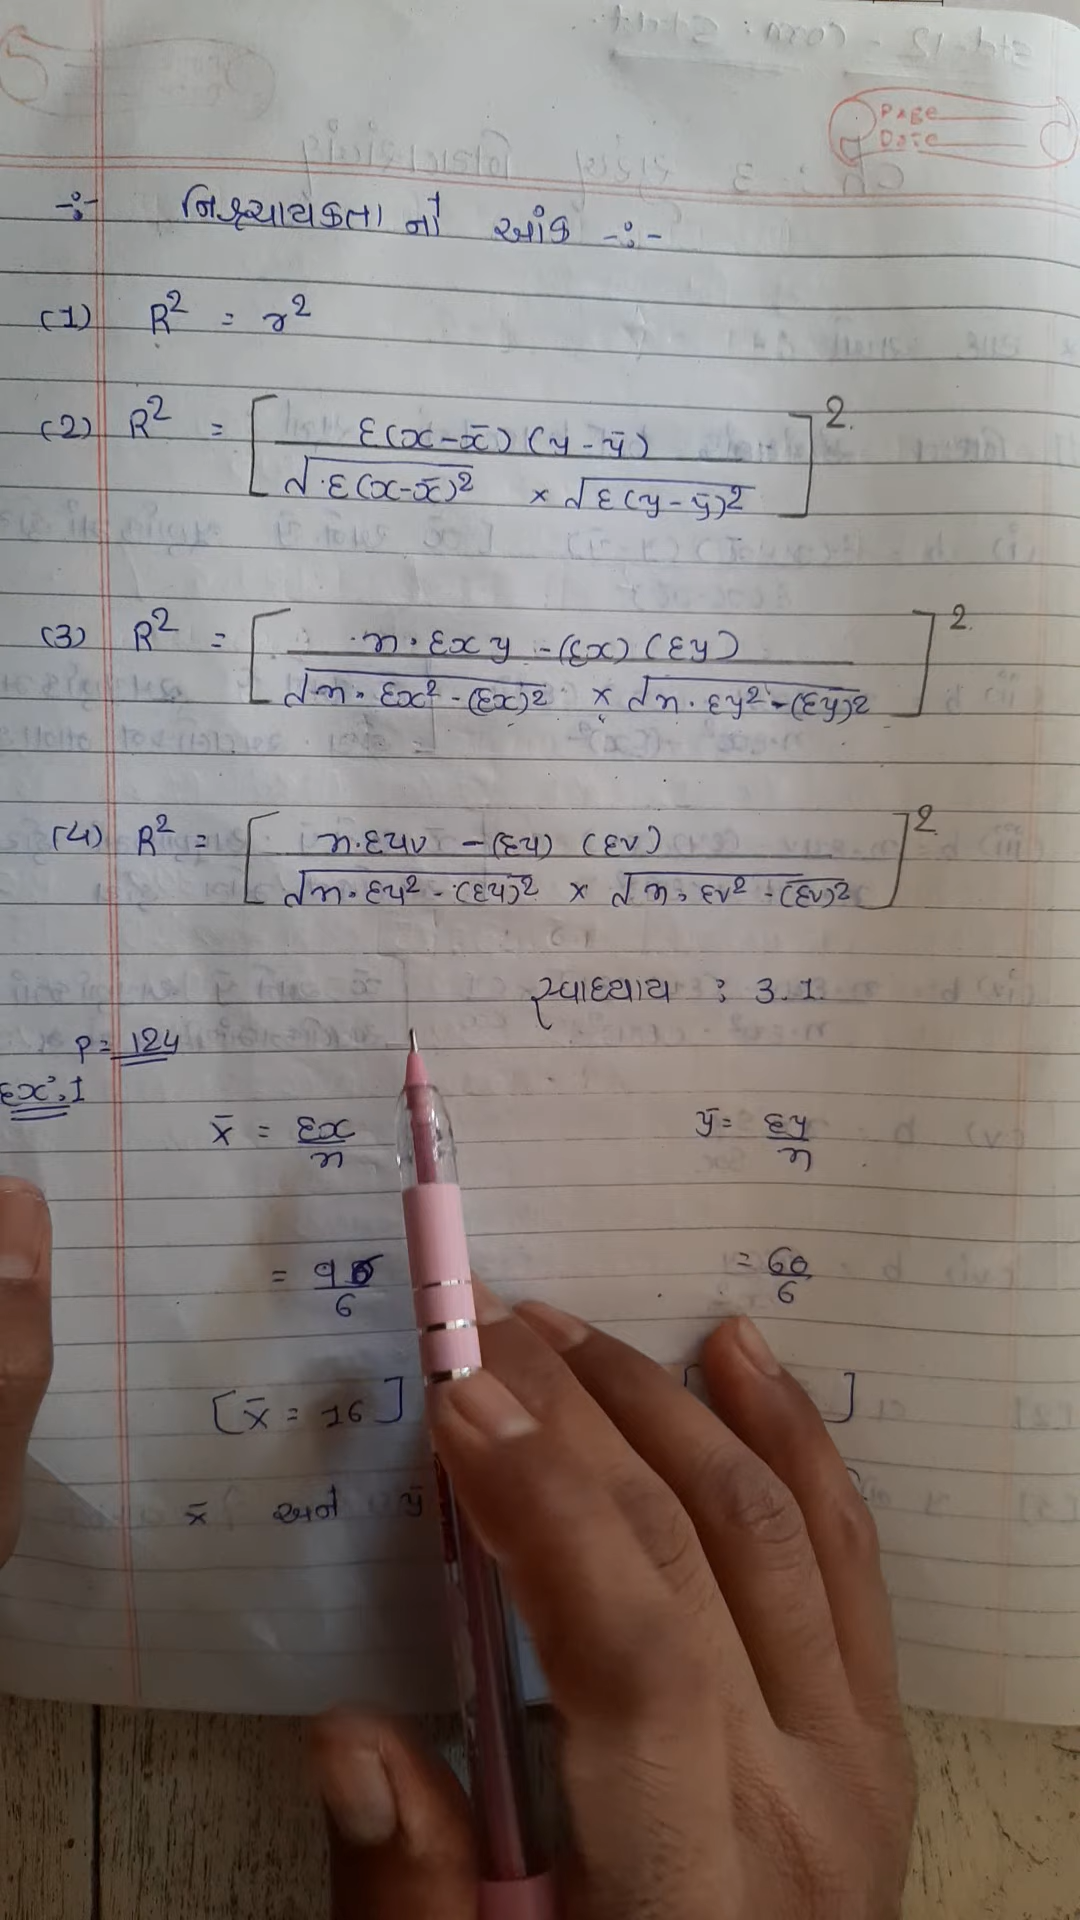 Page
Date
-:- નિશ્ચાયકતા નો આંક -:-
(1) R² = r²
(2) R² = [ Σ(x-x̄) (y-ȳ) / √Σ(x-x̄)² × √Σ(y-ȳ)² ]².
(3) R² = [ n·Σxy - (Σx) (Σy) / √n·Σx² - (Σx)² × √n·Σy² - (Σy)² ]²
(4) R² = [ n·Σuv - (Σu) (Σv) / √n·Σu² - (Σu)² × √n·Σv² - (Σv)² ]²
સ્વાધ્યાય : 3.1.
P = 124
Ex:.1
x̄ = Σx/n ȳ = Σy/n
= 96/6 = 60/6
[x̄ = 16] [ ]
x̄ અને ȳ